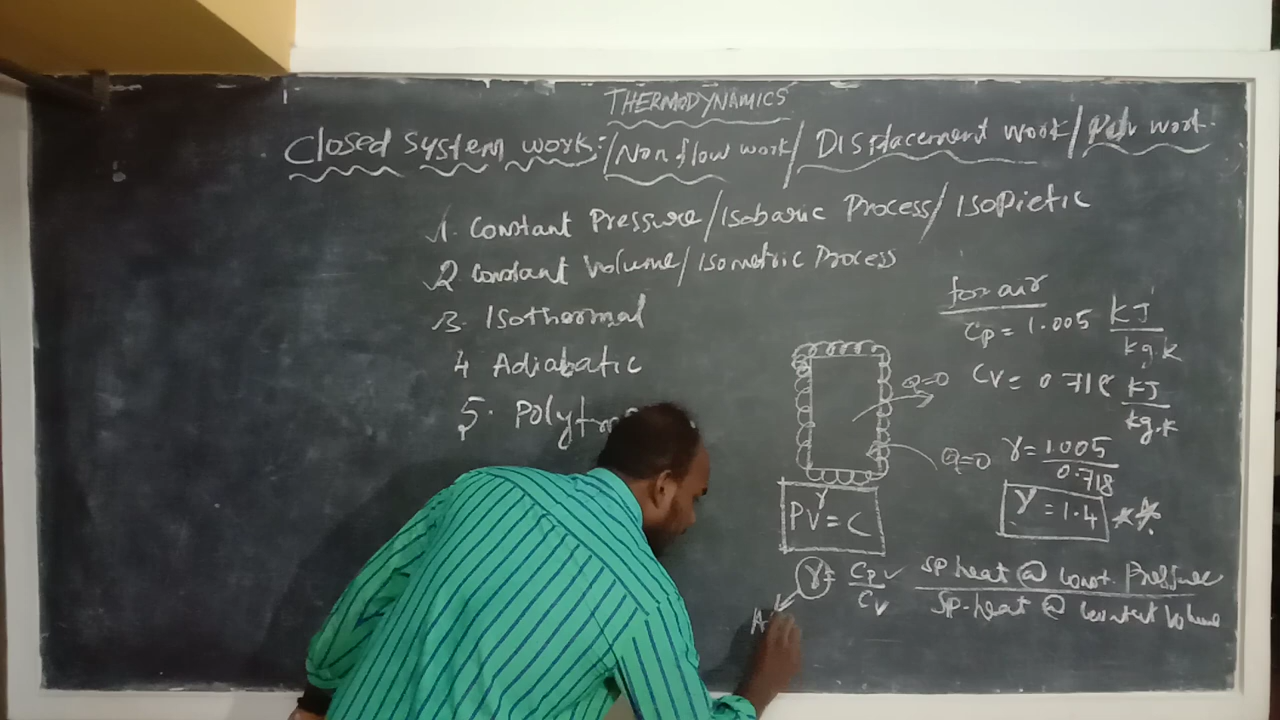 THERMODYNAMICS
Closed system work:/Non flow work/Displacement work/Pdv work.
1. Constant Pressure/Isobaric Process/Isopietic
2 Constant Volume/Isometric Process
3. Isothermal
4 Adiabatic
5. Polytro
for air
Cp = 1.005 kJ/kg.k
Q=0
Cv = 0.718 kJ/kg.k
Q=0
γ = 1.005/0.718
γ = 1.4 **
PV^γ = C
γ = Cp/Cv sp heat @ const. Pressure/Sp.heat @ constant Volume
A